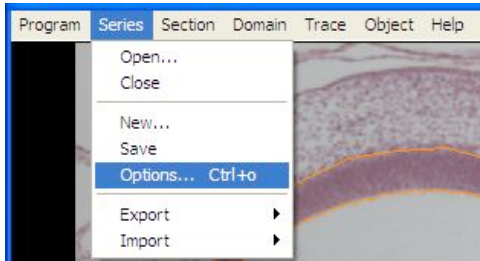 Program Series Section Domain Trace Object Help
Open...
Close
New...
Save
Options... Ctrl+o
Export
Import